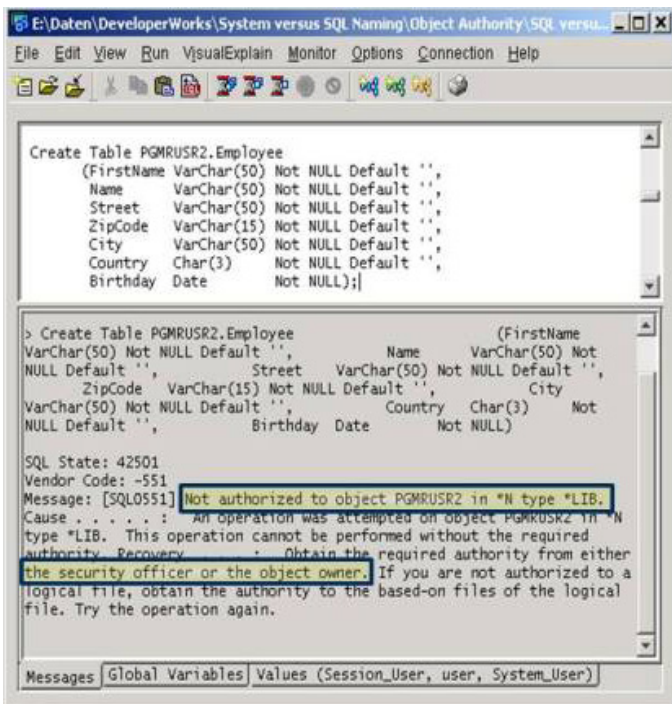 E:\Daten\DeveloperWorks\System versus SQL Naming\Object Authority\SQL versu...
File Edit View Run VisualExplain Monitor Options Connection Help
Create Table PGMRUSR2.Employee
(FirstName VarChar(50) Not NULL Default '',
Name VarChar(50) Not NULL Default '',
Street VarChar(50) Not NULL Default '',
ZipCode VarChar(15) Not NULL Default '',
City VarChar(50) Not NULL Default '',
Country Char(3) Not NULL Default '',
Birthday Date Not NULL);
> Create Table PGMRUSR2.Employee (FirstName
VarChar(50) Not NULL Default '', Name VarChar(50) Not
NULL Default '', Street VarChar(50) Not NULL Default '',
ZipCode VarChar(15) Not NULL Default '', City
VarChar(50) Not NULL Default '', Country Char(3) Not
NULL Default '', Birthday Date Not NULL)
SQL State: 42501
Vendor Code: -551
Message: [SQL0551] Not authorized to object PGMRUSR2 in *N type *LIB.
Cause . . . . . : An operation was attempted on object PGMRUSR2 in *N
type *LIB. This operation cannot be performed without the required
authority. Recovery . . . : Obtain the required authority from either
the security officer or the object owner. If you are not authorized to a
logical file, obtain the authority to the based-on files of the logical
file. Try the operation again.
Messages Global Variables Values (Session_User, user, System_User)